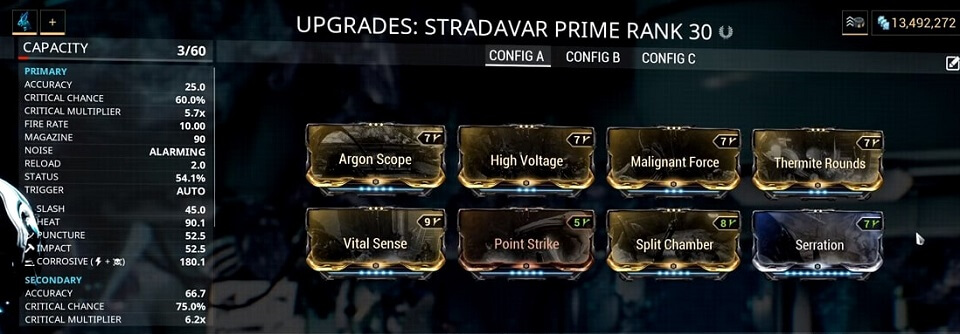 UPGRADES: STRADAVAR PRIME RANK 30
13,492,272
CAPACITY 3/60
CONFIG A CONFIG B CONFIG C
PRIMARY
ACCURACY 25.0
CRITICAL CHANCE 60.0%
CRITICAL MULTIPLIER 5.7x
FIRE RATE 10.00
MAGAZINE 90
NOISE ALARMING
RELOAD 2.0
STATUS 54.1%
TRIGGER AUTO
SLASH 45.0
HEAT 90.1
PUNCTURE 52.5
IMPACT 52.5
CORROSIVE ( + ) 180.1
SECONDARY
ACCURACY 66.7
CRITICAL CHANCE 75.0%
CRITICAL MULTIPLIER 6.2x
7 7 7 7
Argon Scope High Voltage Malignant Force Thermite Rounds
9 5 8 7
Vital Sense Point Strike Split Chamber Serration